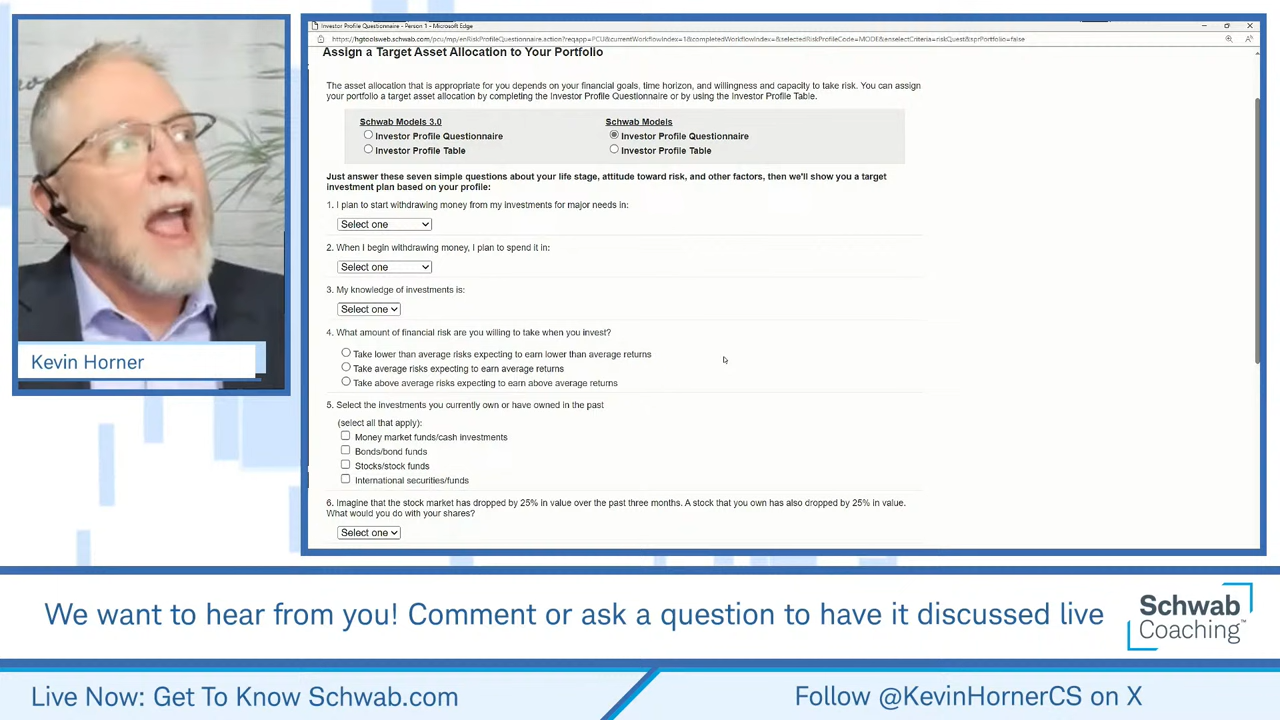 Investor Profile Questionnaire - Person 1 - Microsoft Edge
Assign a Target Asset Allocation to Your Portfolio
The asset allocation that is appropriate for you depends on your financial goals, time horizon, and willingness and capacity to take risk. You can assign
your portfolio a target asset allocation by completing the Investor Profile Questionnaire or by using the Investor Profile Table.
Schwab Models 3.0
Investor Profile Questionnaire
Investor Profile Table
Schwab Models
Investor Profile Questionnaire
Investor Profile Table
Just answer these seven simple questions about your life stage, attitude toward risk, and other factors, then we'll show you a target
investment plan based on your profile:
1. I plan to start withdrawing money from my investments for major needs in:
Select one
2. When I begin withdrawing money, I plan to spend it in:
Select one
3. My knowledge of investments is:
Select one
4. What amount of financial risk are you willing to take when you invest?
Take lower than average risks expecting to earn lower than average returns
Take average risks expecting to earn average returns
Take above average risks expecting to earn above average returns
5. Select the investments you currently own or have owned in the past
(select all that apply):
Money market funds/cash investments
Bonds/bond funds
Stocks/stock funds
International securities/funds
6. Imagine that the stock market has dropped by 25% in value over the past three months. A stock that you own has also dropped by 25% in value.
What would you do with your shares?
Select one
Kevin Horner
We want to hear from you! Comment or ask a question to have it discussed live
Schwab
Coaching™
Live Now: Get To Know Schwab.com
Follow @KevinHornerCS on X